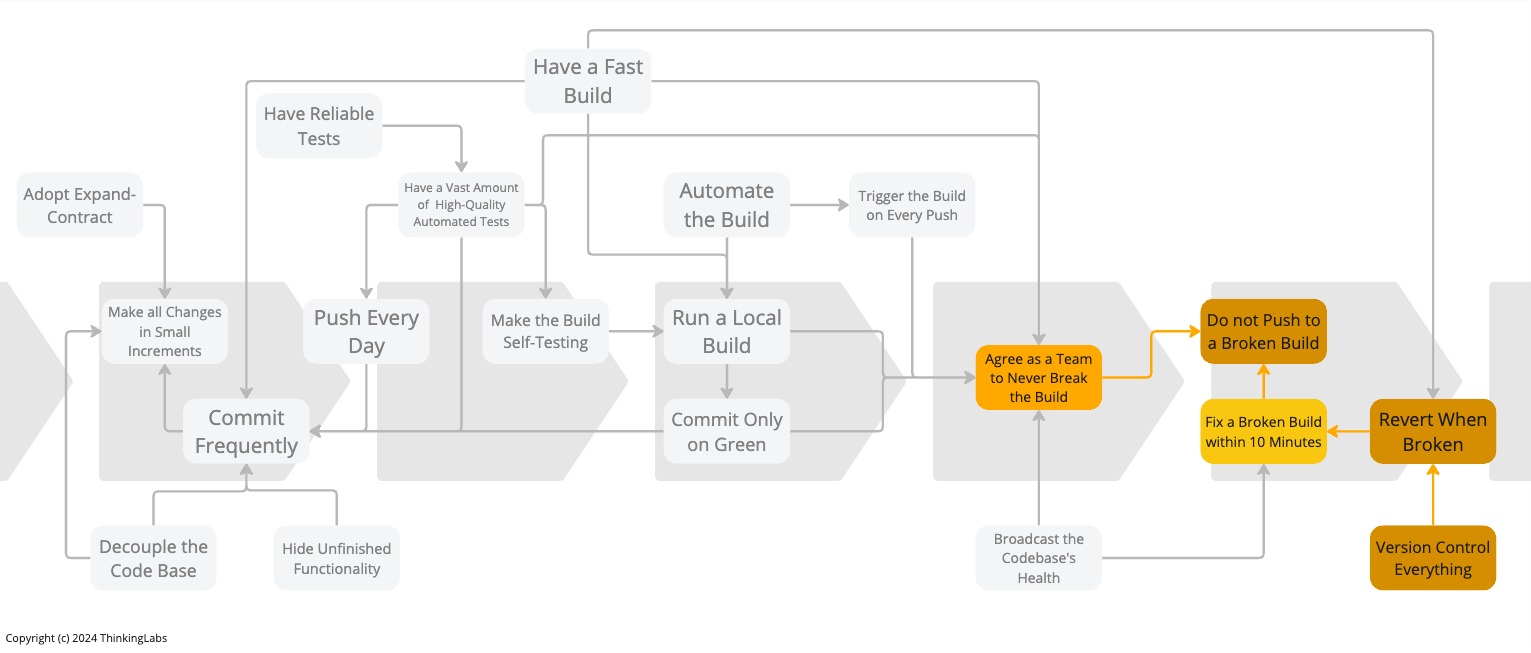 Have a Fast
Build
Have Reliable
Tests
Adopt Expand-
Contract
Have a Vast Amount
of High-Quality
Automated Tests
Automate
the Build
Trigger the Build
on Every Push
Make all Changes
in Small
Increments
Push Every
Day
Make the Build
Self-Testing
Run a Local
Build
Agree as a Team
to Never Break
the Build
Do not Push to
a Broken Build
Commit
Frequently
Commit Only
on Green
Fix a Broken Build
within 10 Minutes
Revert When
Broken
Decouple the
Code Base
Hide Unfinished
Functionality
Broadcast the
Codebase's
Health
Version Control
Everything
Copyright (c) 2024 ThinkingLabs